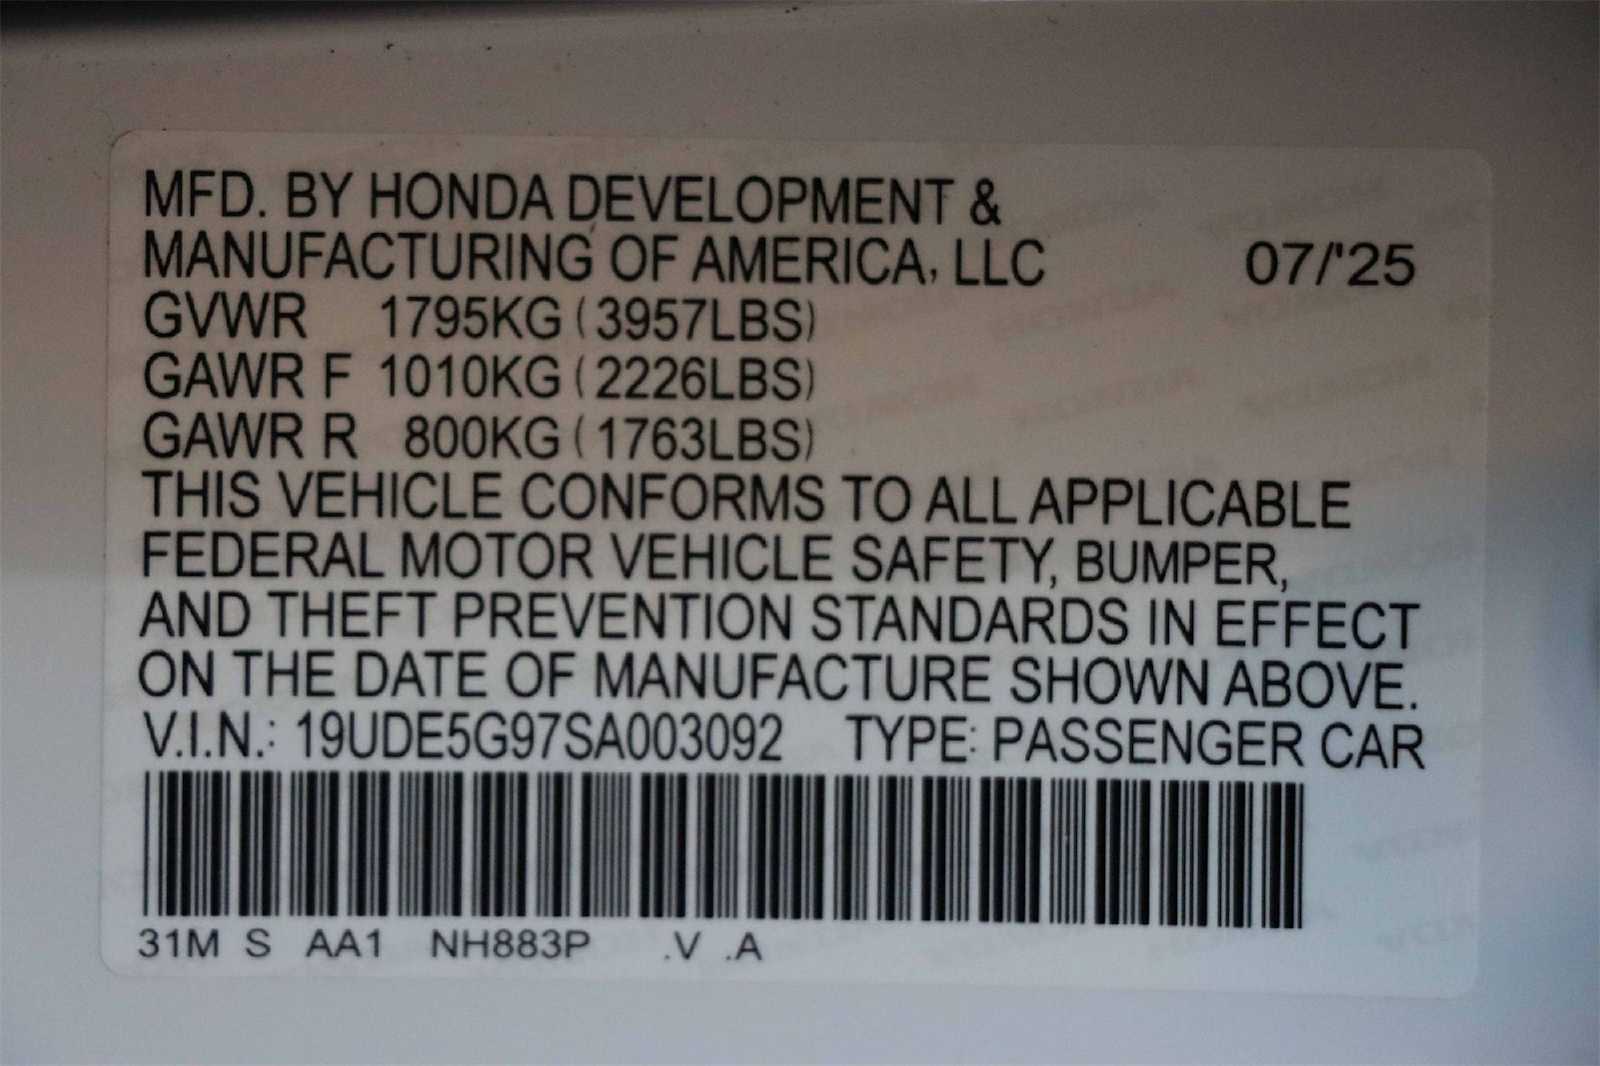 MFD. BY HONDA DEVELOPMENT &
MANUFACTURING OF AMERICA, LLC 07/'25
GVWR 1795KG (3957LBS)
GAWR F 1010KG (2226LBS)
GAWR R 800KG (1763LBS)
THIS VEHICLE CONFORMS TO ALL APPLICABLE
FEDERAL MOTOR VEHICLE SAFETY, BUMPER,
AND THEFT PREVENTION STANDARDS IN EFFECT
ON THE DATE OF MANUFACTURE SHOWN ABOVE.
V.I.N.: 19UDE5G97SA003092 TYPE: PASSENGER CAR
31M S AA1 NH883P .V .A